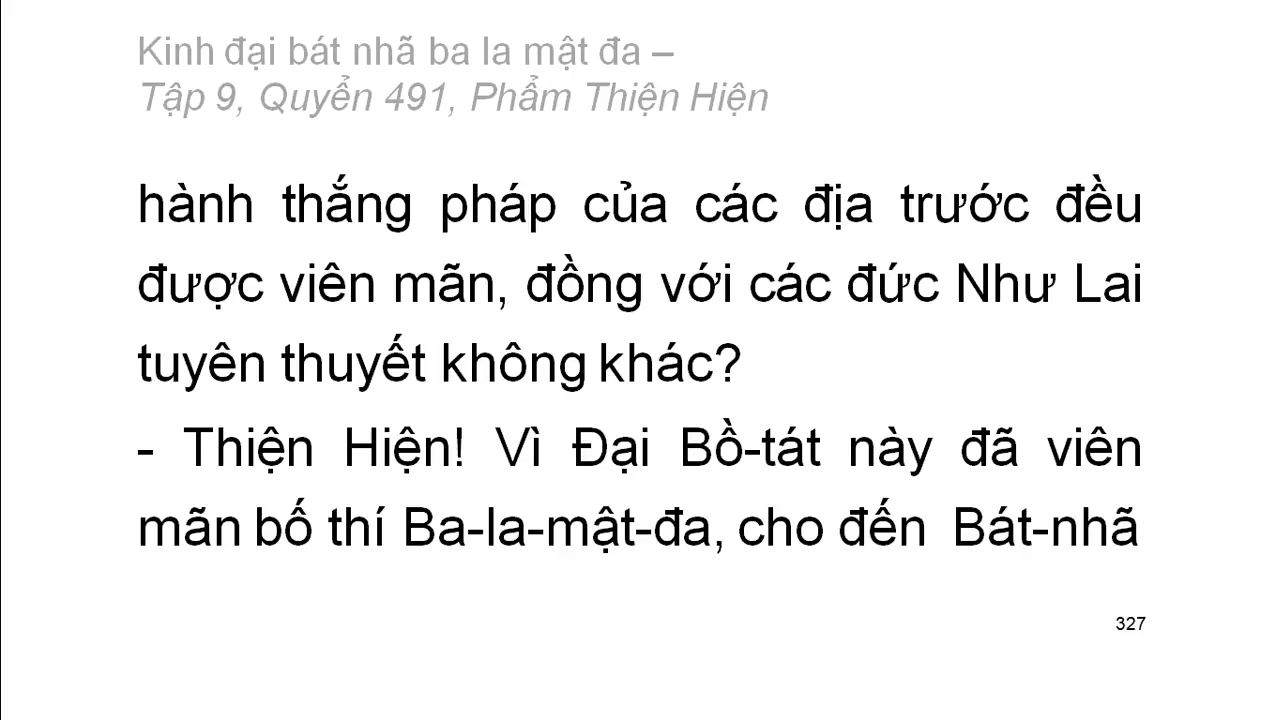 Kinh đại bát nhã ba la mật đa –
Tập 9, Quyển 491, Phẩm Thiện Hiện
hành thắng pháp của các địa trước đều
được viên mãn, đồng với các đức Như Lai
tuyên thuyết không khác?
- Thiện Hiện! Vì Đại Bồ-tát này đã viên
mãn bố thí Ba-la-mật-đa, cho đến Bát-nhã
327